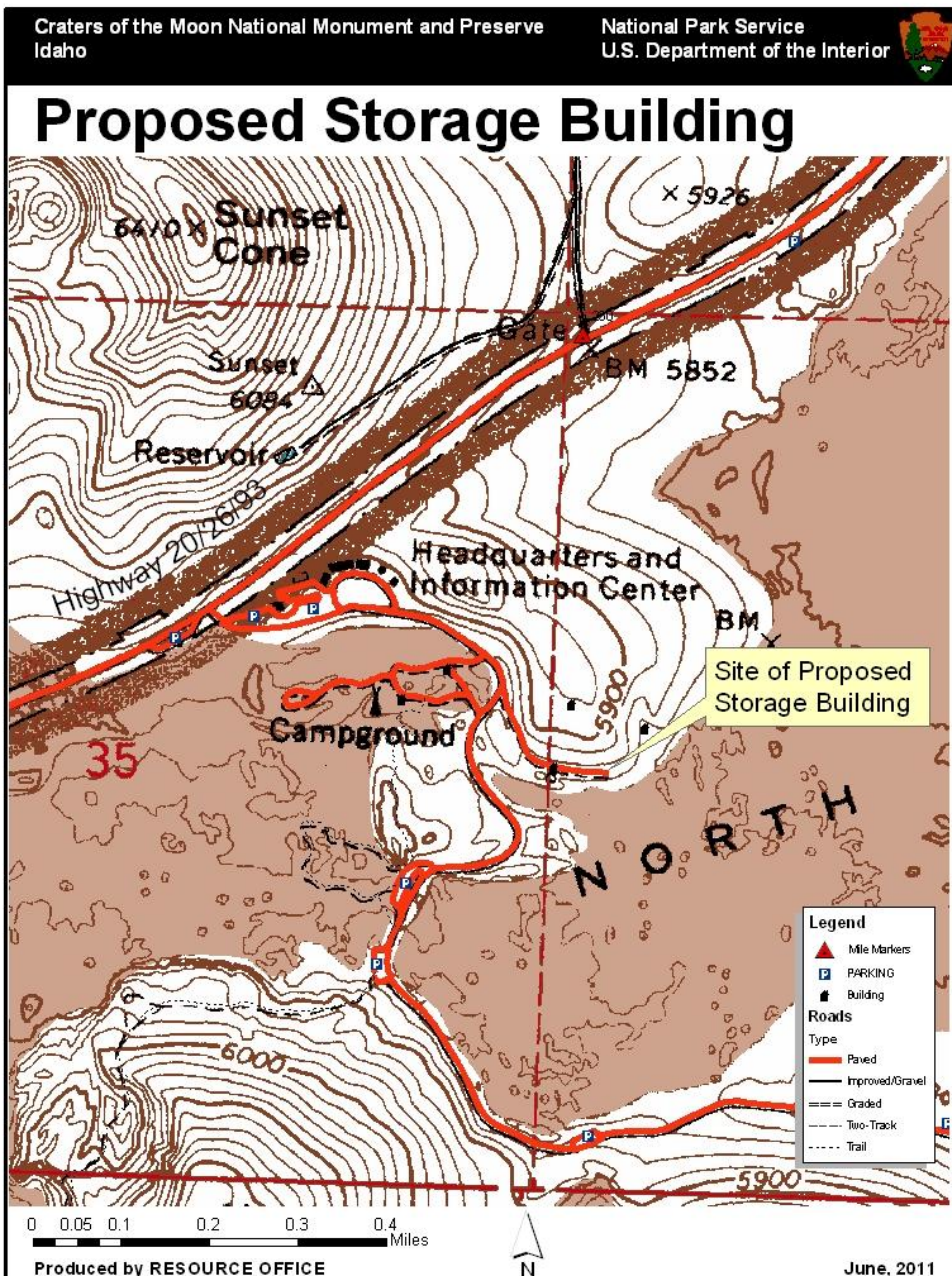 Craters of the Moon National Monument and Preserve
Idaho
National Park Service
U.S. Department of the Interior
Proposed Storage Building
6410
Sunset
Cone
5926
Gate
BM 5852
Sunset
6084
Reservoir
Highway 20/26/93
Headquarters and
Information Center
BM
Site of Proposed
Storage Building
5900
Campground
35
NORTH
6000
5900
Legend
Mile Markers
P PARKING
Building
Roads
Type
Paved
Improved/Gravel
Graded
Two-Track
Trail
0 0.05 0.1 0.2 0.3 0.4
Miles
N
Produced by RESOURCE OFFICE
June, 2011